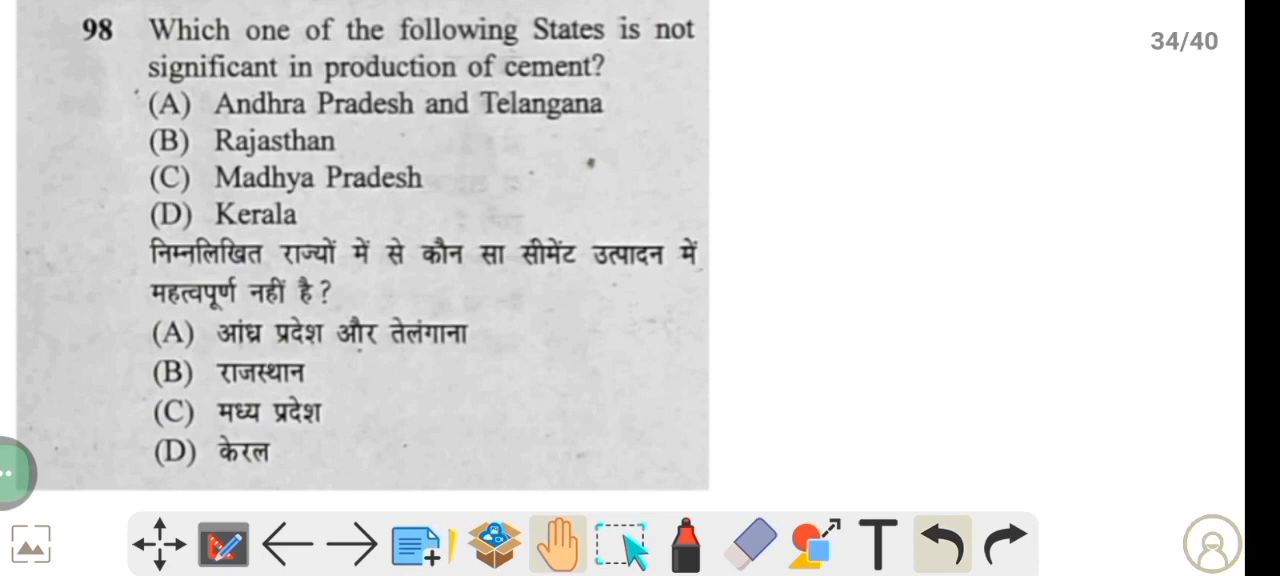 98 Which one of the following States is not
34/40
significant in production of cement?
(A) Andhra Pradesh and Telangana
(B) Rajasthan
(C) Madhya Pradesh
(D) Kerala
निम्नलिखित राज्यों में से कौन सा सीमेंट उत्पादन में
महत्वपूर्ण नहीं है ?
(A) आंध्र प्रदेश और तेलंगाना
(B) राजस्थान
(C) मध्य प्रदेश
(D) केरल
T